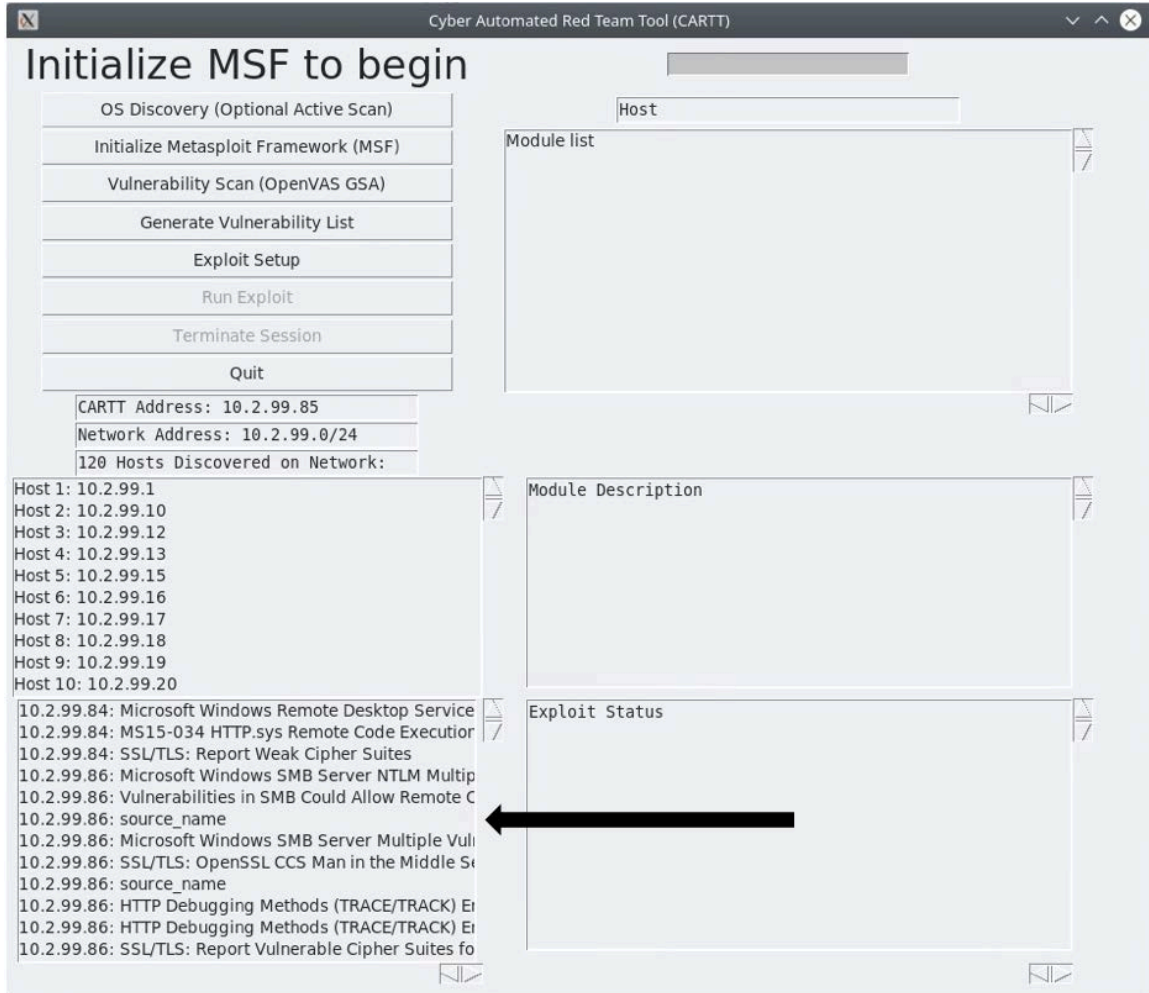 Cyber Automated Red Team Tool (CARTT)
Initialize MSF to begin
OS Discovery (Optional Active Scan)
Initialize Metasploit Framework (MSF)
Vulnerability Scan (OpenVAS GSA)
Generate Vulnerability List
Exploit Setup
Run Exploit
Terminate Session
Quit
CARTT Address: 10.2.99.85
Network Address: 10.2.99.0/24
120 Hosts Discovered on Network:
Host 1: 10.2.99.1
Host 2: 10.2.99.10
Host 3: 10.2.99.12
Host 4: 10.2.99.13
Host 5: 10.2.99.15
Host 6: 10.2.99.16
Host 7: 10.2.99.17
Host 8: 10.2.99.18
Host 9: 10.2.99.19
Host 10: 10.2.99.20
10.2.99.84: Microsoft Windows Remote Desktop Service
10.2.99.84: MS15-034 HTTP.sys Remote Code Execution
10.2.99.84: SSL/TLS: Report Weak Cipher Suites
10.2.99.86: Microsoft Windows SMB Server NTLM Multip
10.2.99.86: Vulnerabilities in SMB Could Allow Remote C
10.2.99.86: source_name
10.2.99.86: Microsoft Windows SMB Server Multiple Vuln
10.2.99.86: SSL/TLS: OpenSSL CCS Man in the Middle Se
10.2.99.86: source_name
10.2.99.86: HTTP Debugging Methods (TRACE/TRACK) En
10.2.99.86: HTTP Debugging Methods (TRACE/TRACK) En
10.2.99.86: SSL/TLS: Report Vulnerable Cipher Suites fo
Host
Module list
Module Description
Exploit Status